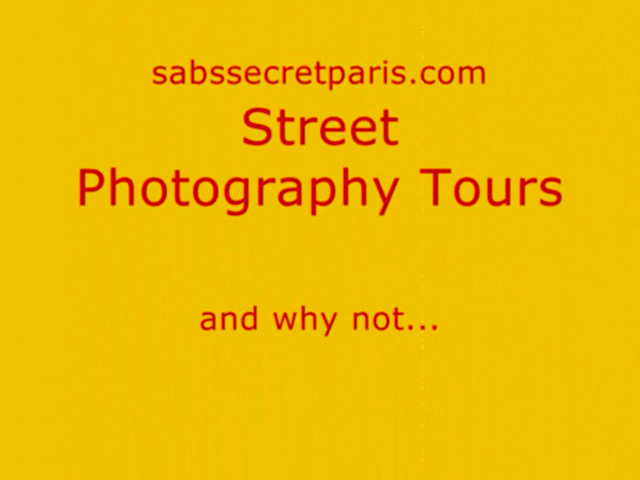 sabssecretparis.com
Street
Photography Tours
and why not...